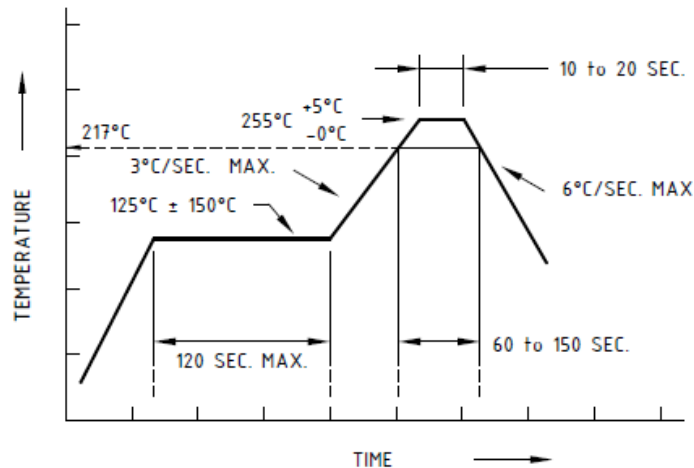 10 to 20 SEC.
255°C +5°C −0°C
217°C
3°C/SEC. MAX.
6°C/SEC. MAX
125°C ± 150°C
TEMPERATURE
120 SEC. MAX.
60 to 150 SEC.
TIME